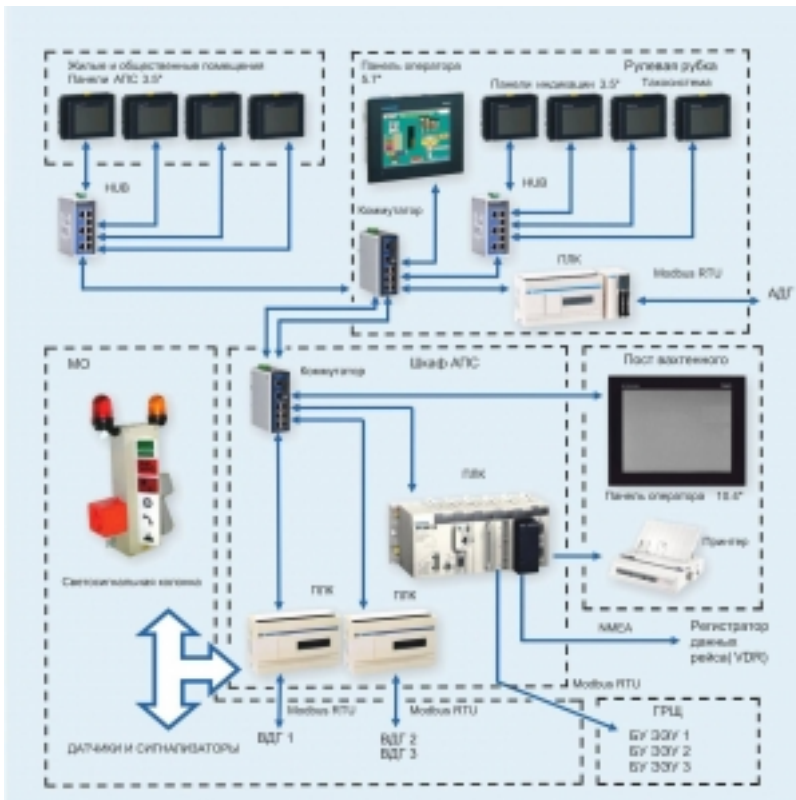 Жилые и общественные помещения
Панели АПС 3.5"
Панель оператора
5.1"
Рулевая рубка
Панели индикации 3.5"
Таксосистема
HUB
HUB
Коммутатор
ПЛК
Modbus RTU
АДГ
МО
Коммутатор
Шкаф АПС
Пост вахтенного
ПЛК
Панель оператора 10.4"
Принтер
Светосигнальная колонка
ПЛК
ПЛК
NMEA
Регистратор
данных
рейса( VDR)
Modbus RTU
Modbus RTU
Modbus RTU
ДАТЧИКИ И СИГНАЛИЗАТОРЫ
ВДГ 1
ВДГ 2
ВДГ 3
ГРЩ
БУ ЗЭУ 1
БУ ЗЭУ 2
БУ ЗЭУ 3